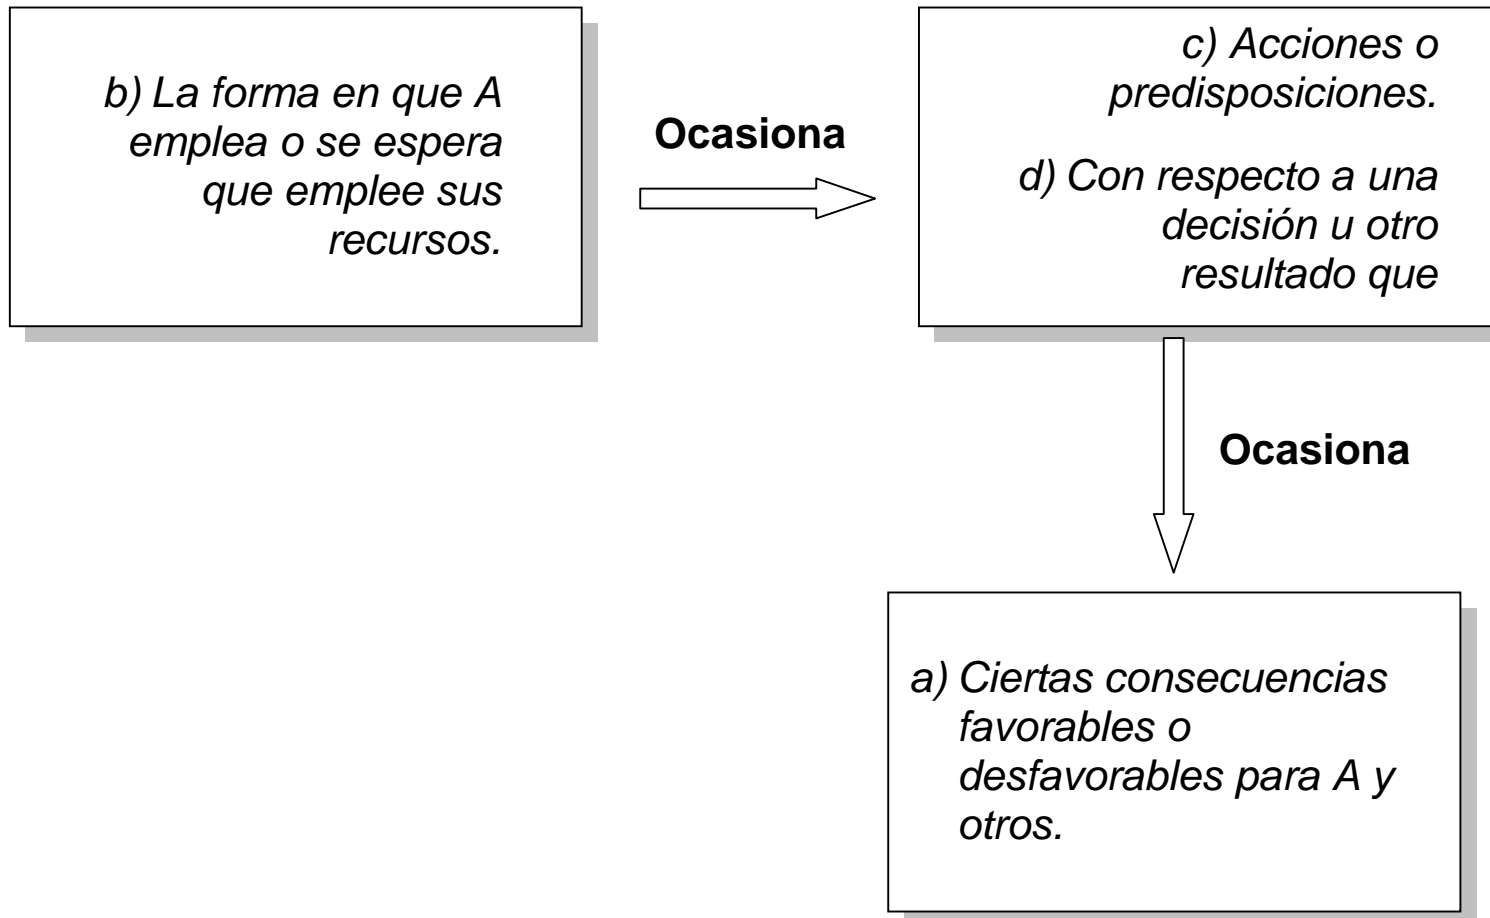 b) La forma en que A
emplea o se espera
que emplee sus
recursos.
Ocasiona
c) Acciones o
predisposiciones.
d) Con respecto a una
decisión u otro
resultado que
Ocasiona
a) Ciertas consecuencias
favorables o
desfavorables para A y
otros.